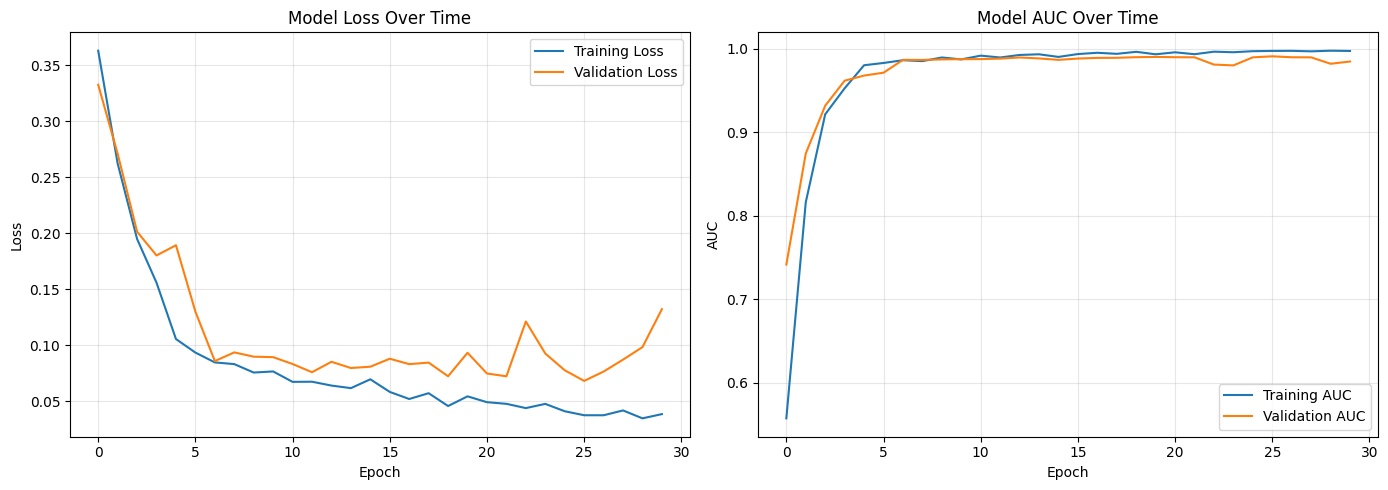 Model Loss Over Time
Training Loss
Validation Loss
0.35
0.30
0.25
0.20
0.15
0.10
0.05
Loss
0 5 10 15 20 25 30
Epoch
Model AUC Over Time
1.0
0.9
0.8
0.7
0.6
AUC
Training AUC
Validation AUC
0 5 10 15 20 25 30
Epoch